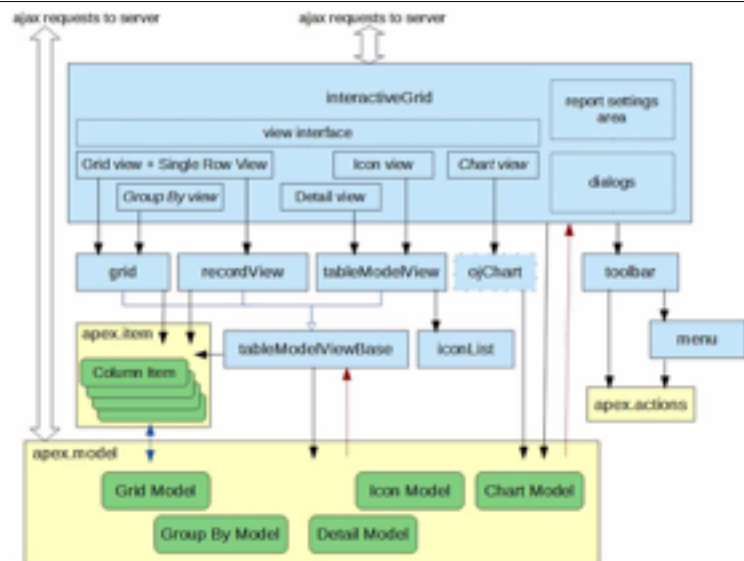 ajax requests to server
ajax requests to server
interactiveGrid
report settings
area
view interface
Grid view + Single Row View
Icon view
Chart view
dialogs
Group By view
Detail view
grid
recordView
tableModelView
ojChart
toolbar
apex.item
tableModelViewBase
iconList
menu
Column Item
apex.actions
apex.model
Grid Model
Icon Model
Chart Model
Group By Model
Detail Model